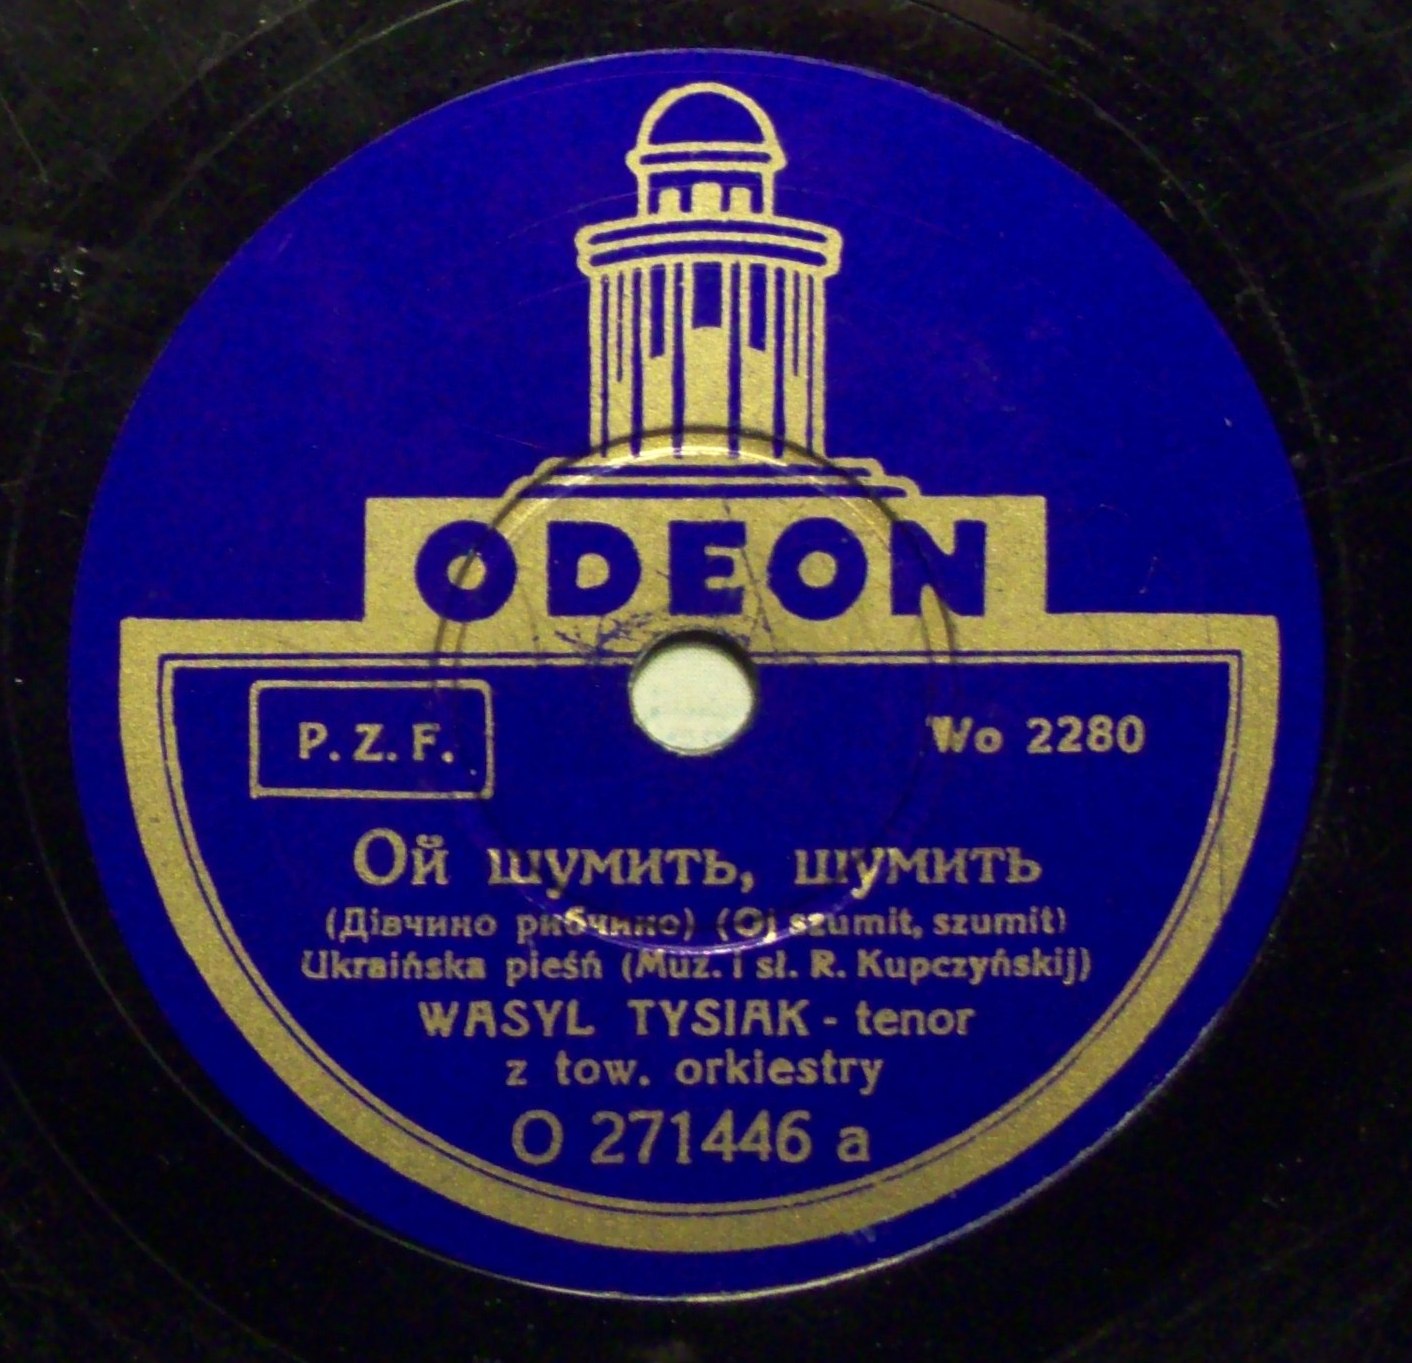 ODEON
P. Z. F.
Wo 2280
Ой шумить, шумить
(Дівчино рибчино) (Oj szumit, szumit)
Ukraińska pieśń (Muz. i sł. R. Kupczyńskij)
WASYL TYSIAK - tenor
z tow. orkiestry
O 271446 a